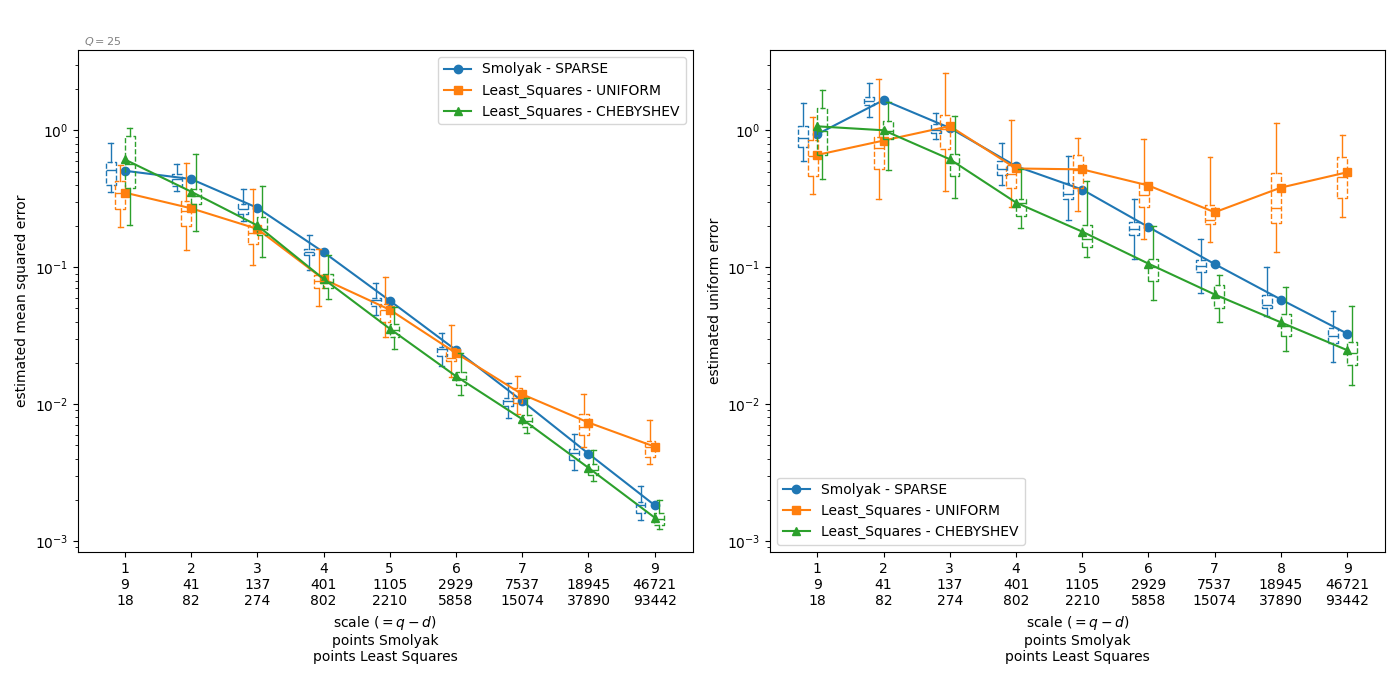 Q = 25
estimated mean squared error
10^0
10^-1
10^-2
10^-3
Smolyak - SPARSE
Least_Squares - UNIFORM
Least_Squares - CHEBYSHEV
1 2 3 4 5 6 7 8 9
9 41 137 401 1105 2929 7537 18945 46721
18 82 274 802 2210 5858 15074 37890 93442
scale (= q − d)
points Smolyak
points Least Squares
estimated uniform error
10^0
10^-1
10^-2
10^-3
Smolyak - SPARSE
Least_Squares - UNIFORM
Least_Squares - CHEBYSHEV
1 2 3 4 5 6 7 8 9
9 41 137 401 1105 2929 7537 18945 46721
18 82 274 802 2210 5858 15074 37890 93442
scale (= q − d)
points Smolyak
points Least Squares